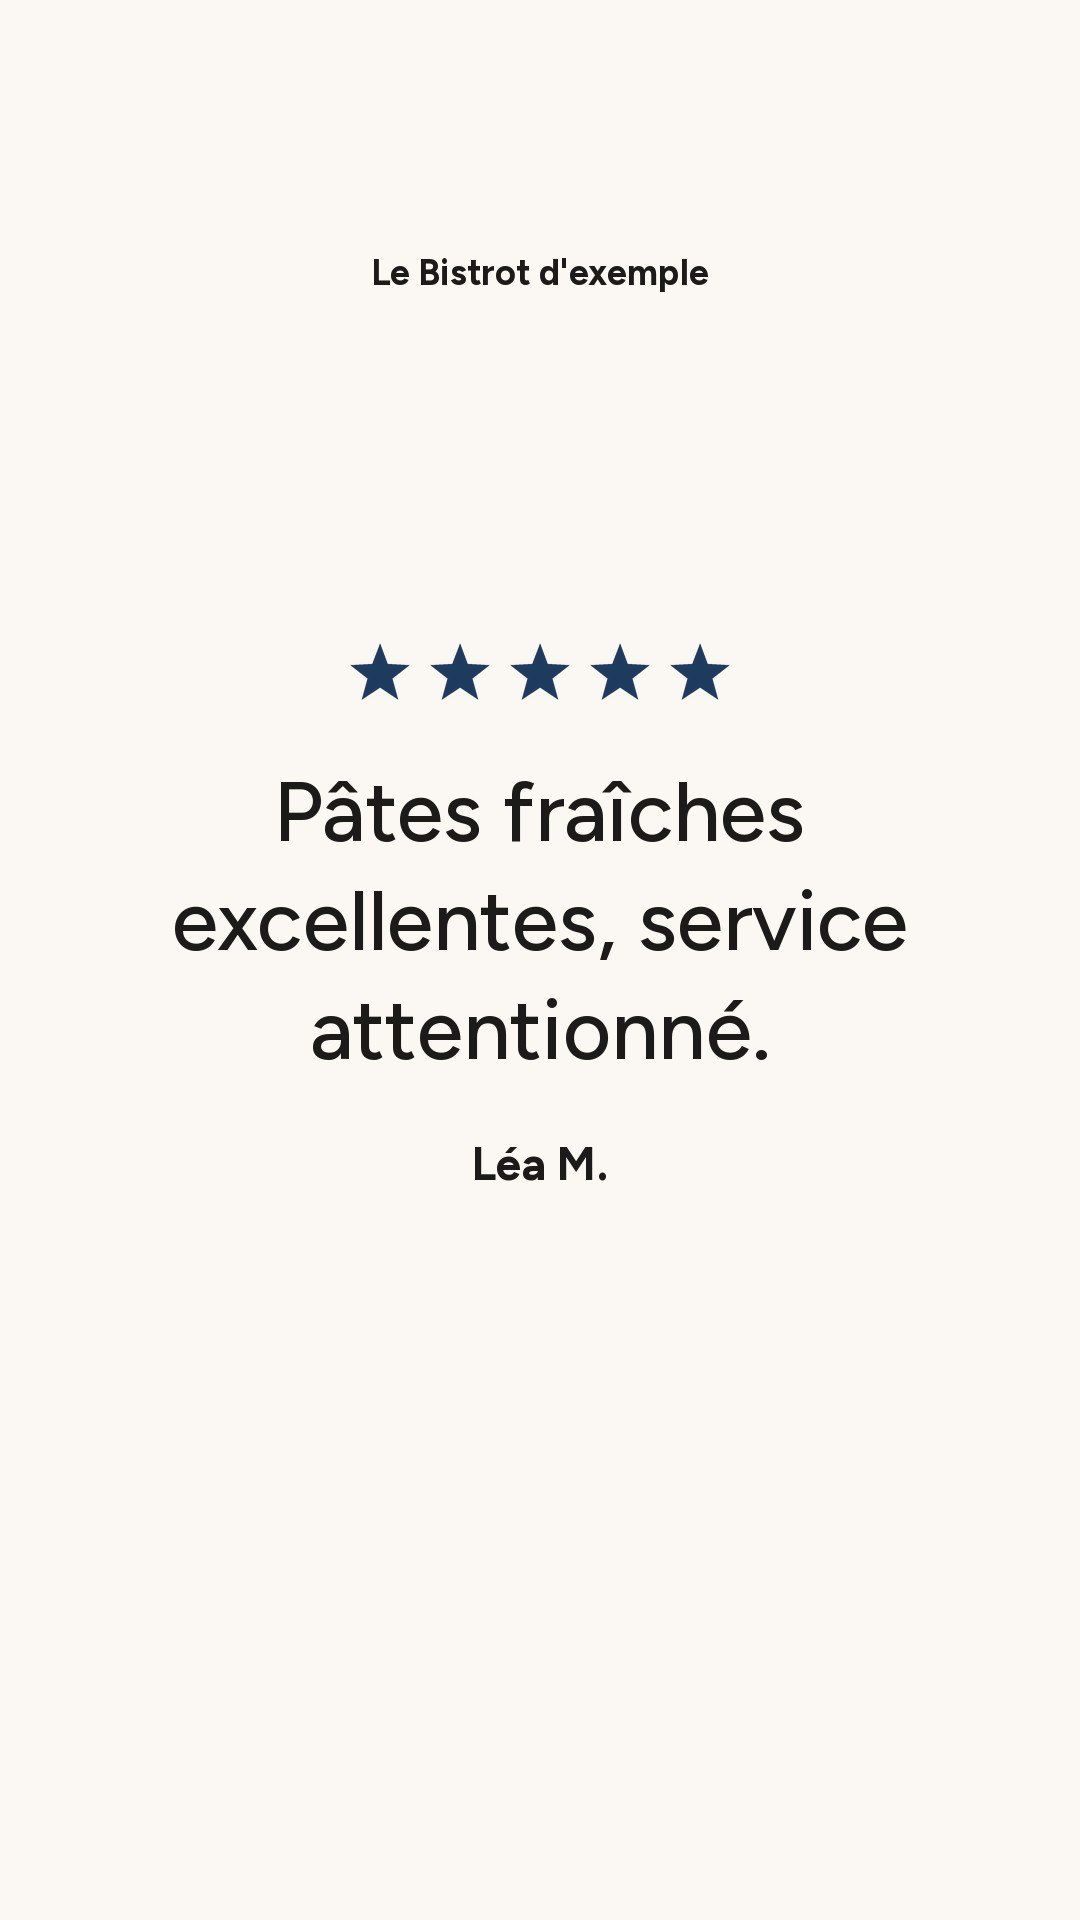 Le Bistrot d'exemple
Pâtes fraîches
excellentes, service
attentionné.
Léa M.